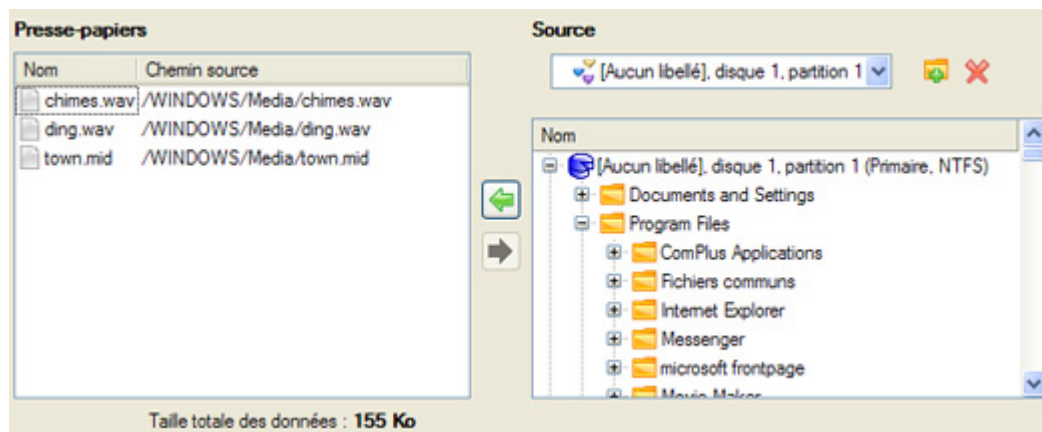 Presse-papiers
Nom Chemin source
chimes.wav /WINDOWS/Media/chimes.wav
ding.wav /WINDOWS/Media/ding.wav
town.mid /WINDOWS/Media/town.mid
Taille totale des données : 155 Ko
Source
[Aucun libellé], disque 1, partition 1
Nom
[Aucun libellé], disque 1, partition 1 (Primaire, NTFS)
Documents and Settings
Program Files
ComPlus Applications
Fichiers communs
Internet Explorer
Messenger
microsoft frontpage
Movie Maker